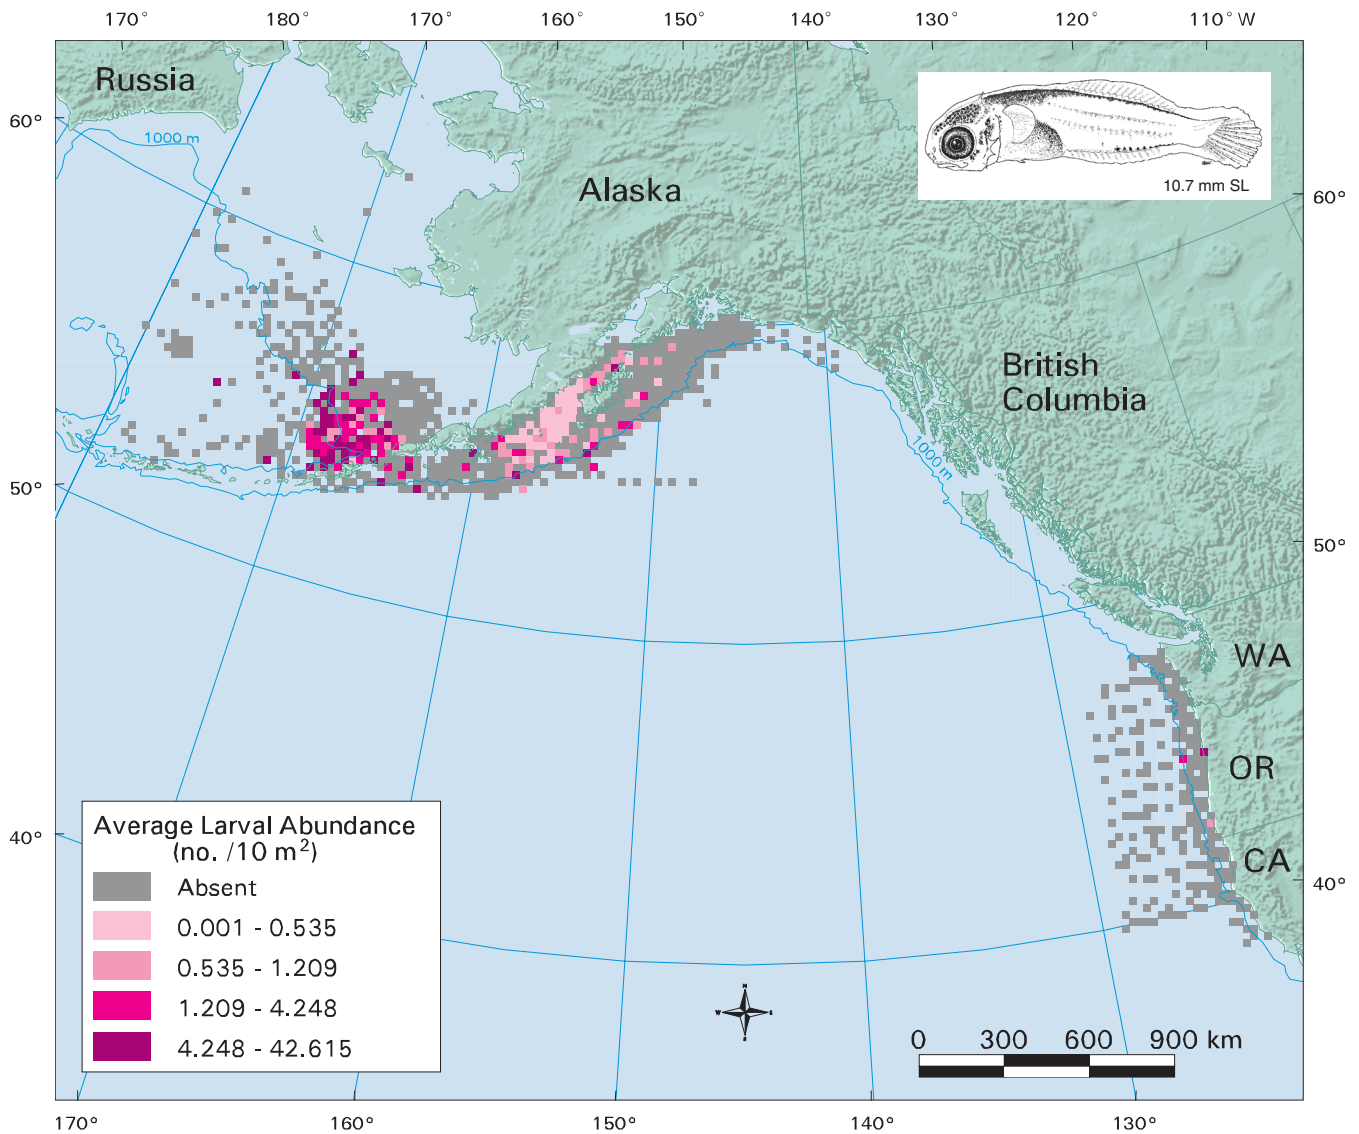 170° 180° 170° 160° 150° 140° 130° 120° 110° W
Russia
1000 m
60°
10.7 mm SL
Alaska
60°
British
Columbia
1000 m
50°
50°
WA
OR
CA
40°
40°
Average Larval Abundance
(no. /10 m²)
Absent
0.001 - 0.535
0.535 - 1.209
1.209 - 4.248
4.248 - 42.615
N
W E
S
0 300 600 900 km
170° 160° 150° 140° 130°